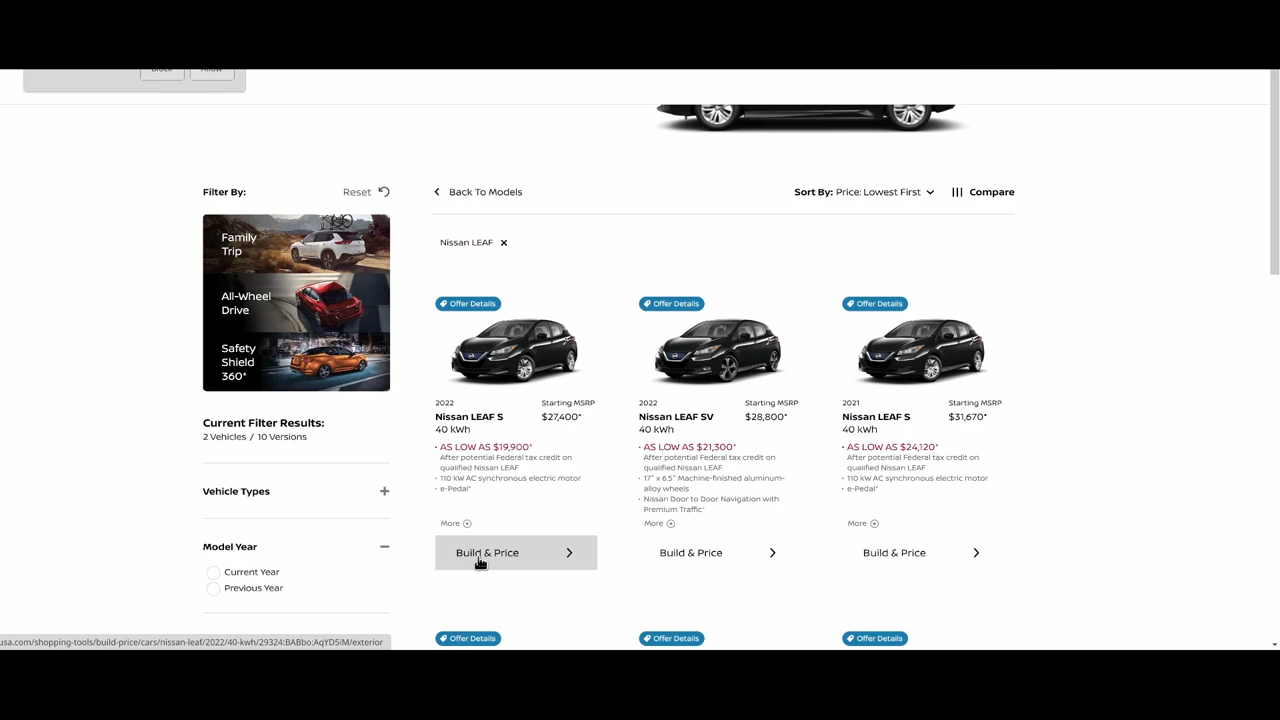 Block Allow
Filter By: Reset
Back To Models
Sort By: Price: Lowest First Compare
Family
Trip
All-Wheel
Drive
Safety
Shield
360*
Nissan LEAF
Current Filter Results:
2 Vehicles / 10 Versions
Vehicle Types
Model Year
Current Year
Previous Year
Offer Details
2022 Starting MSRP
Nissan LEAF S $27,400*
40 kWh
• AS LOW AS $19,900*
After potential Federal tax credit on
qualified Nissan LEAF
• 110 kW AC synchronous electric motor
• e-Pedal*
More
Build & Price
Offer Details
2022 Starting MSRP
Nissan LEAF SV $28,800*
40 kWh
• AS LOW AS $21,300*
After potential Federal tax credit on
qualified Nissan LEAF
• 17" x 6.5" Machine-finished aluminum-
alloy wheels
• Nissan Door to Door Navigation with
Premium Traffic*
More
Build & Price
Offer Details
2021 Starting MSRP
Nissan LEAF S $31,670*
40 kWh
• AS LOW AS $24,120*
After potential Federal tax credit on
qualified Nissan LEAF
• 110 kW AC synchronous electric motor
• e-Pedal*
More
Build & Price
Offer Details
Offer Details
Offer Details
usa.com/shopping-tools/build-price/cars/nissan-leaf/2022/40-kwh/29324:BABbo:AqYD5iM/exterior